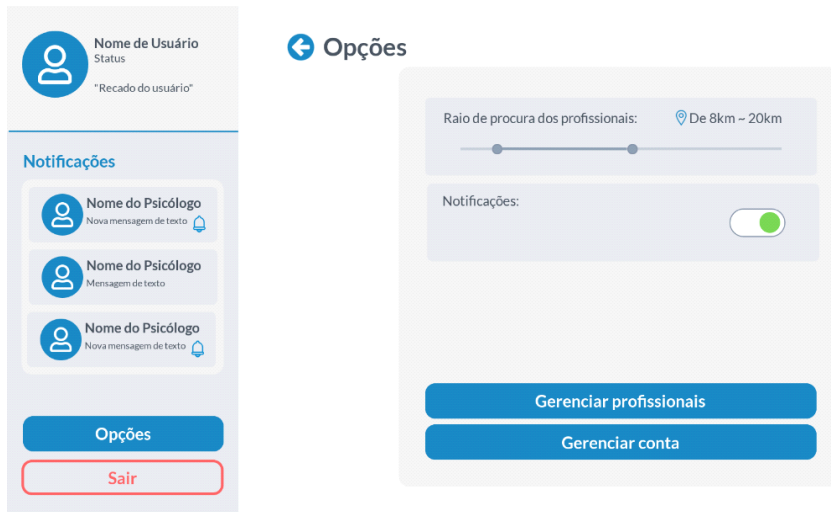 Nome de Usuário
Status
"Recado do usuário"
Notificações
Nome do Psicólogo
Nova mensagem de texto
Nome do Psicólogo
Mensagem de texto
Nome do Psicólogo
Nova mensagem de texto
Opções
Sair
Opções
Raio de procura dos profissionais: De 8km ~ 20km
Notificações:
Gerenciar profissionais
Gerenciar conta